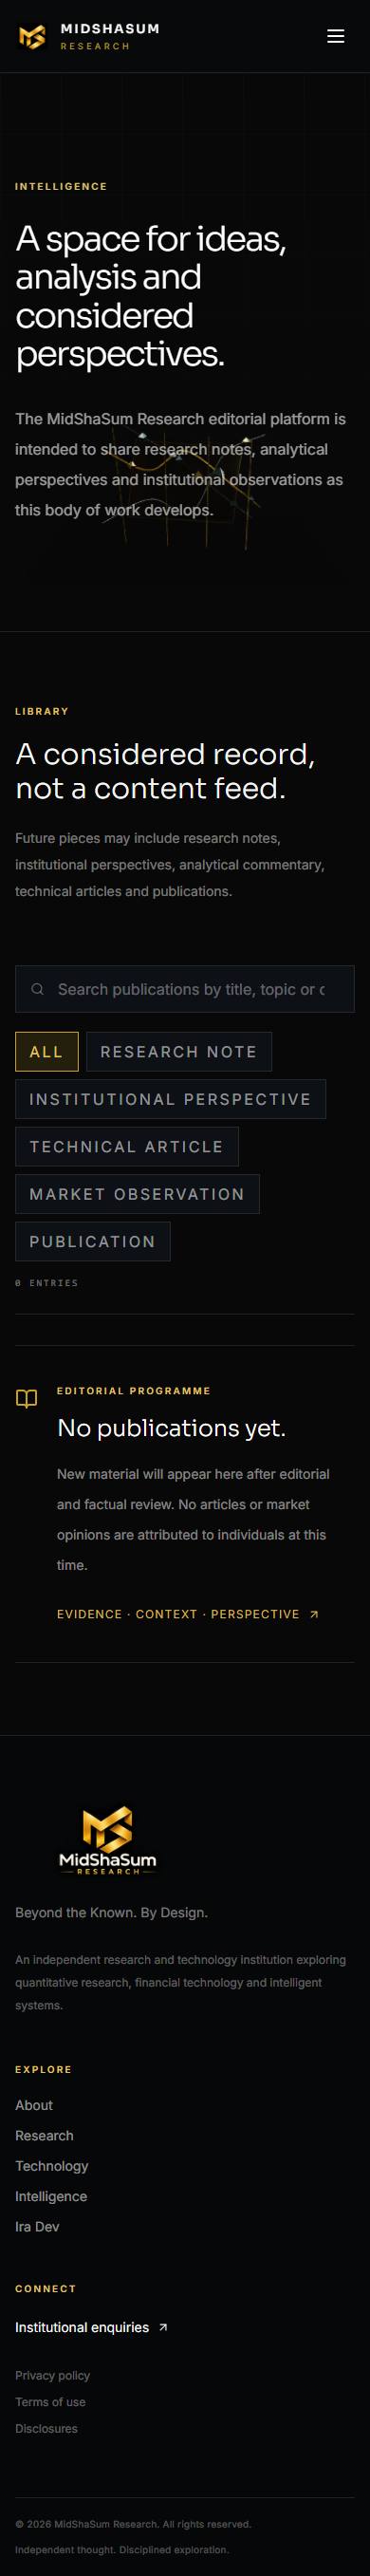 MIDSHASUM
RESEARCH
INTELLIGENCE
A space for ideas,
analysis and
considered
perspectives.
The MidShaSum Research editorial platform is
intended to share research notes, analytical
perspectives and institutional observations as
this body of work develops.
LIBRARY
A considered record,
not a content feed.
Future pieces may include research notes,
institutional perspectives, analytical commentary,
technical articles and publications.
Search publications by title, topic or c
ALL
RESEARCH NOTE
INSTITUTIONAL PERSPECTIVE
TECHNICAL ARTICLE
MARKET OBSERVATION
PUBLICATION
0 ENTRIES
EDITORIAL PROGRAMME
No publications yet.
New material will appear here after editorial
and factual review. No articles or market
opinions are attributed to individuals at this
time.
EVIDENCE · CONTEXT · PERSPECTIVE
MidShaSum
RESEARCH
Beyond the Known. By Design.
An independent research and technology institution exploring
quantitative research, financial technology and intelligent
systems.
EXPLORE
About
Research
Technology
Intelligence
Ira Dev
CONNECT
Institutional enquiries
Privacy policy
Terms of use
Disclosures
© 2026 MidShaSum Research. All rights reserved.
Independent thought. Disciplined exploration.